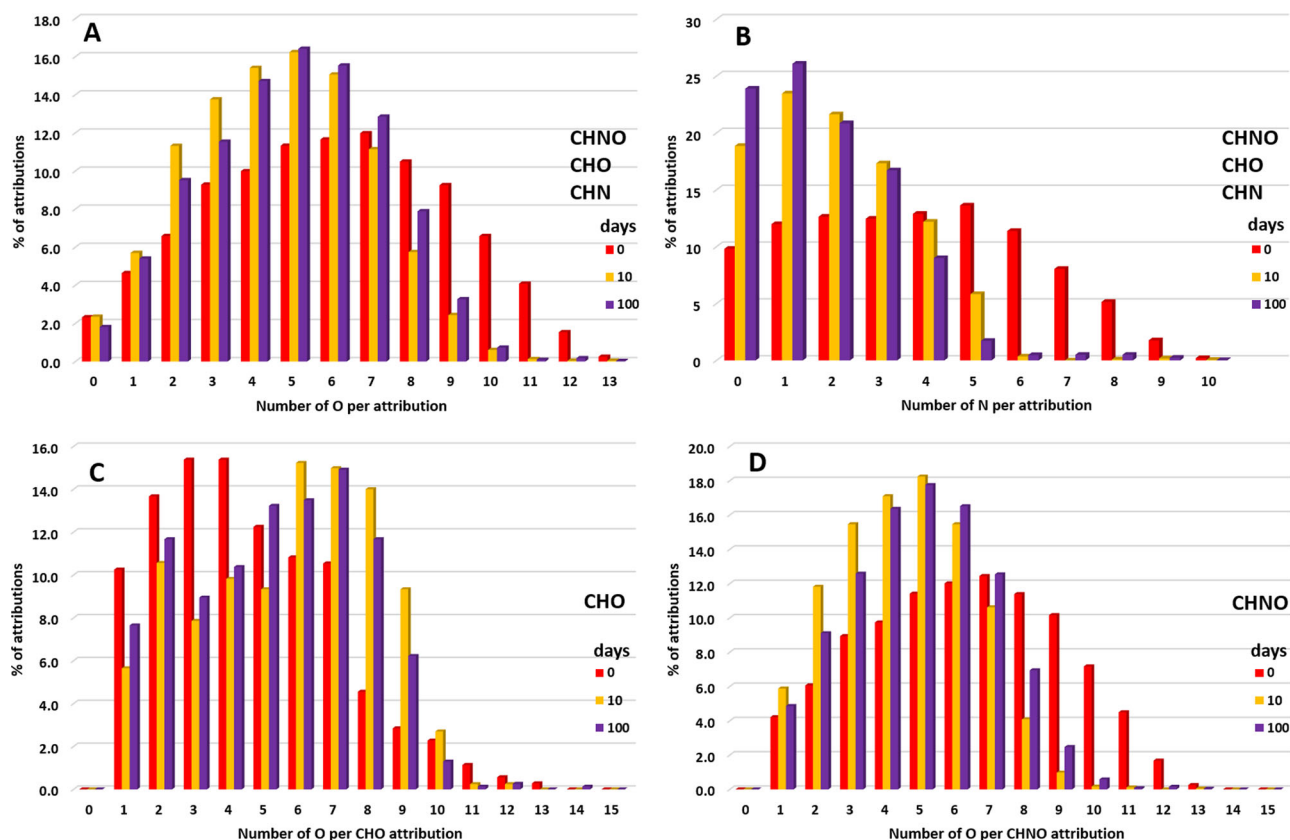 A
18.0
16.0
14.0
12.0
10.0
8.0
6.0
4.0
2.0
0.0
% of attributions
0 1 2 3 4 5 6 7 8 9 10 11 12 13
Number of O per attribution
CHNO
CHO
CHN
days
0
10
100
B
30
25
20
15
10
5
0
% of attributions
0 1 2 3 4 5 6 7 8 9 10
Number of N per attribution
CHNO
CHO
CHN
days
0
10
100
C
16.0
14.0
12.0
10.0
8.0
6.0
4.0
2.0
0.0
% of attributions
0 1 2 3 4 5 6 7 8 9 10 11 12 13 14 15
Number of O per CHO attribution
CHO
days
0
10
100
D
20.0
18.0
16.0
14.0
12.0
10.0
8.0
6.0
4.0
2.0
0.0
% of attributions
0 1 2 3 4 5 6 7 8 9 10 11 12 13 14 15
Number of O per CHNO attribution
CHNO
days
0
10
100